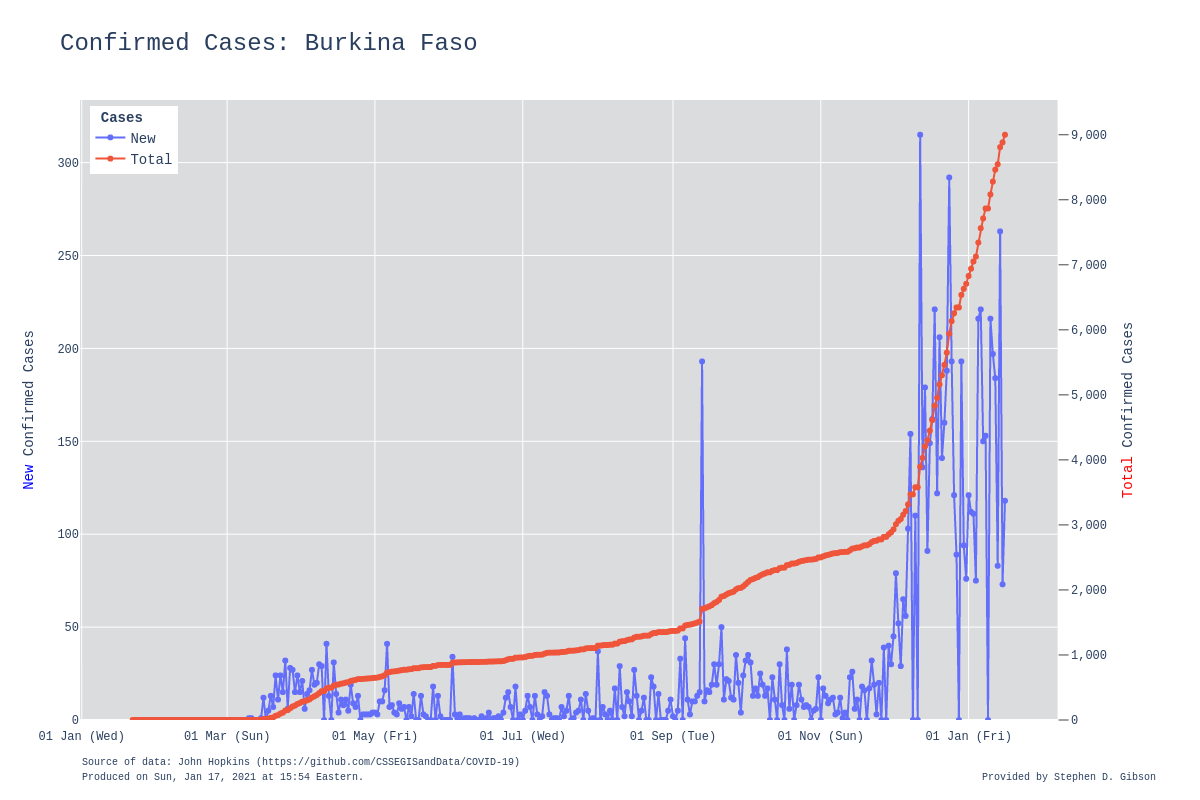 Confirmed Cases: Burkina Faso
Cases
New
Total
300
250
200
150
100
50
0
9,000
8,000
7,000
6,000
5,000
4,000
3,000
2,000
1,000
0
New Confirmed Cases
Total Confirmed Cases
01 Jan (Wed)
01 Mar (Sun)
01 May (Fri)
01 Jul (Wed)
01 Sep (Tue)
01 Nov (Sun)
01 Jan (Fri)
Source of data: John Hopkins (https://github.com/CSSEGISandData/COVID-19)
Produced on Sun, Jan 17, 2021 at 15:54 Eastern.
Provided by Stephen D. Gibson